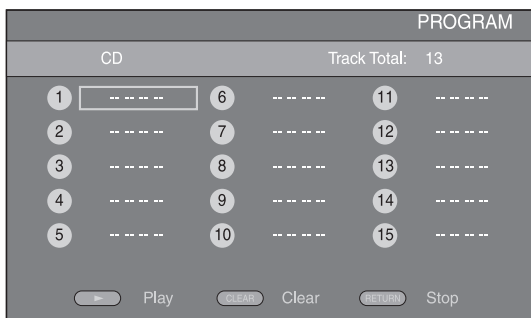 PROGRAM
CD Track Total: 13
1 -- -- -- -- 6 -- -- -- -- 11 -- -- -- --
2 -- -- -- -- 7 -- -- -- -- 12 -- -- -- --
3 -- -- -- -- 8 -- -- -- -- 13 -- -- -- --
4 -- -- -- -- 9 -- -- -- -- 14 -- -- -- --
5 -- -- -- -- 10 -- -- -- -- 15 -- -- -- --
Play CLEAR Clear RETURN Stop